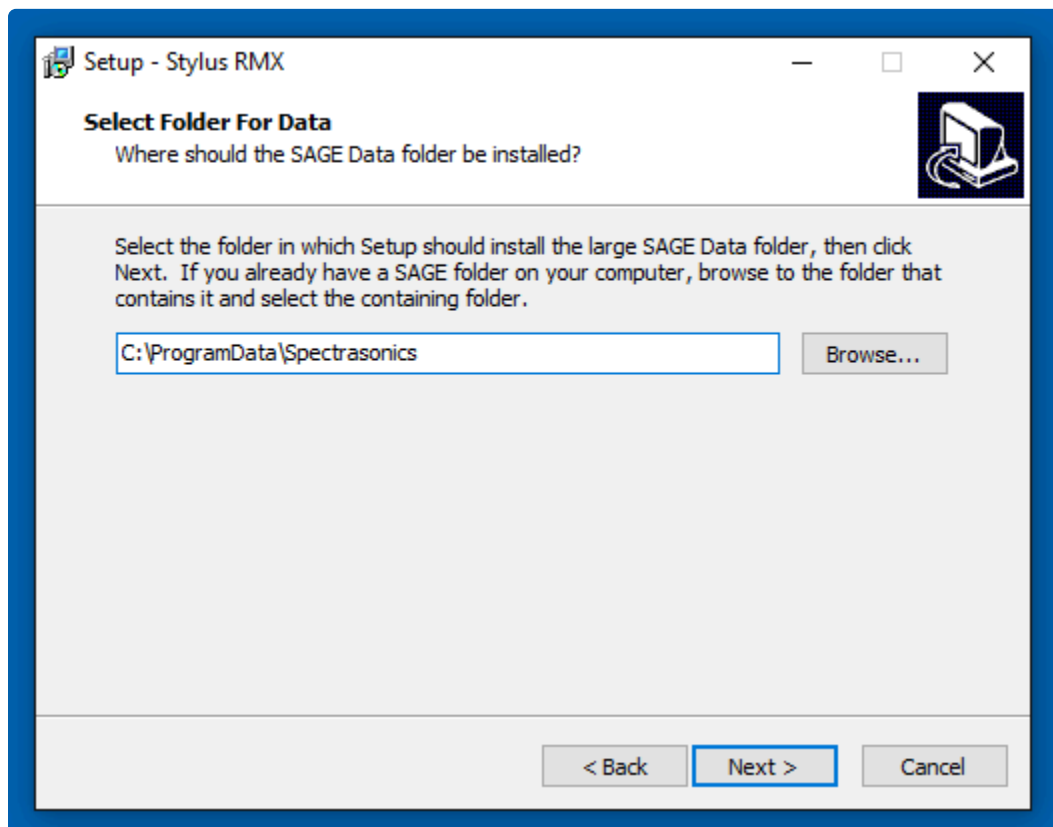 Setup - Stylus RMX
Select Folder For Data
Where should the SAGE Data folder be installed?
Select the folder in which Setup should install the large SAGE Data folder, then click
Next. If you already have a SAGE folder on your computer, browse to the folder that
contains it and select the containing folder.
C:\ProgramData\Spectrasonics
Browse...
< Back
Next >
Cancel